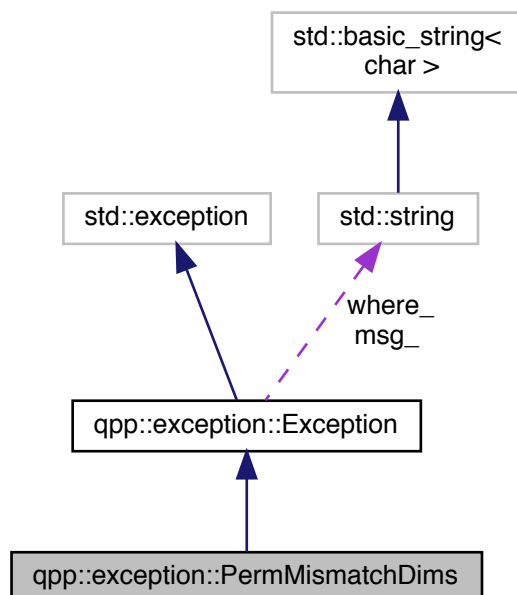 std::basic_string<
char >
std::exception
std::string
where_
msg_
qpp::exception::Exception
qpp::exception::PermMismatchDims